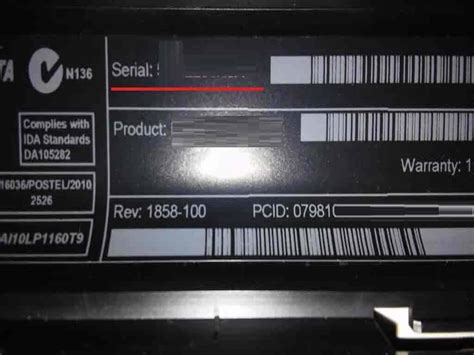 TA N136
Serial:
Complies with
IDA Standards
DA105282
Product:
Warranty: 1
16036/POSTEL/2010
2526
Rev: 1858-100 PCID: 07981
AI10LP1160T9